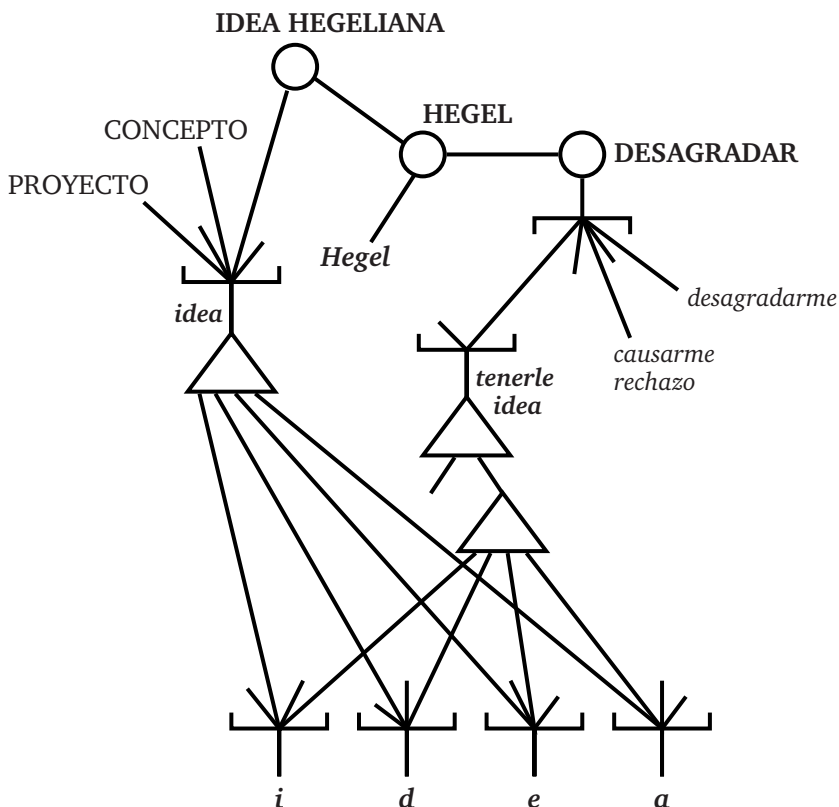 IDEA HEGELIANA
HEGEL
CONCEPTO
DESAGRADAR
PROYECTO
Hegel
desagradarme
idea
causarme
rechazo
tenerle
idea
i
d
e
a